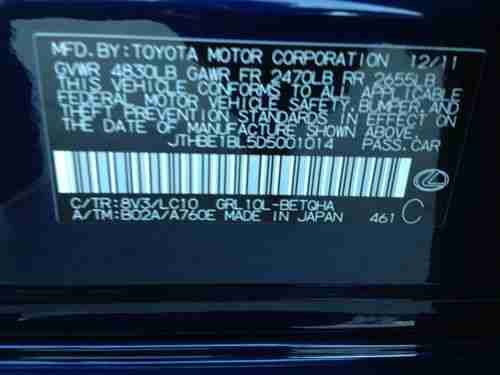 MFD.BY:TOYOTA MOTOR CORPORATION 12/11
GVWR 4830LB GAWR FR 2470LB RR 2655LB
THIS VEHICLE CONFORMS TO ALL APPLICABLE
FEDERAL MOTOR VEHICLE SAFETY, BUMPER, AND
THEFT PREVENTION STANDARDS IN EFFECT ON
THE DATE OF MANUFACTURE SHOWN ABOVE.
JTHBE1BL5D5001014 PASS.CAR
C/TR:8V3/LC10 GRL10L-BETQHA
A/TM:B02A/A760E MADE IN JAPAN 461 C